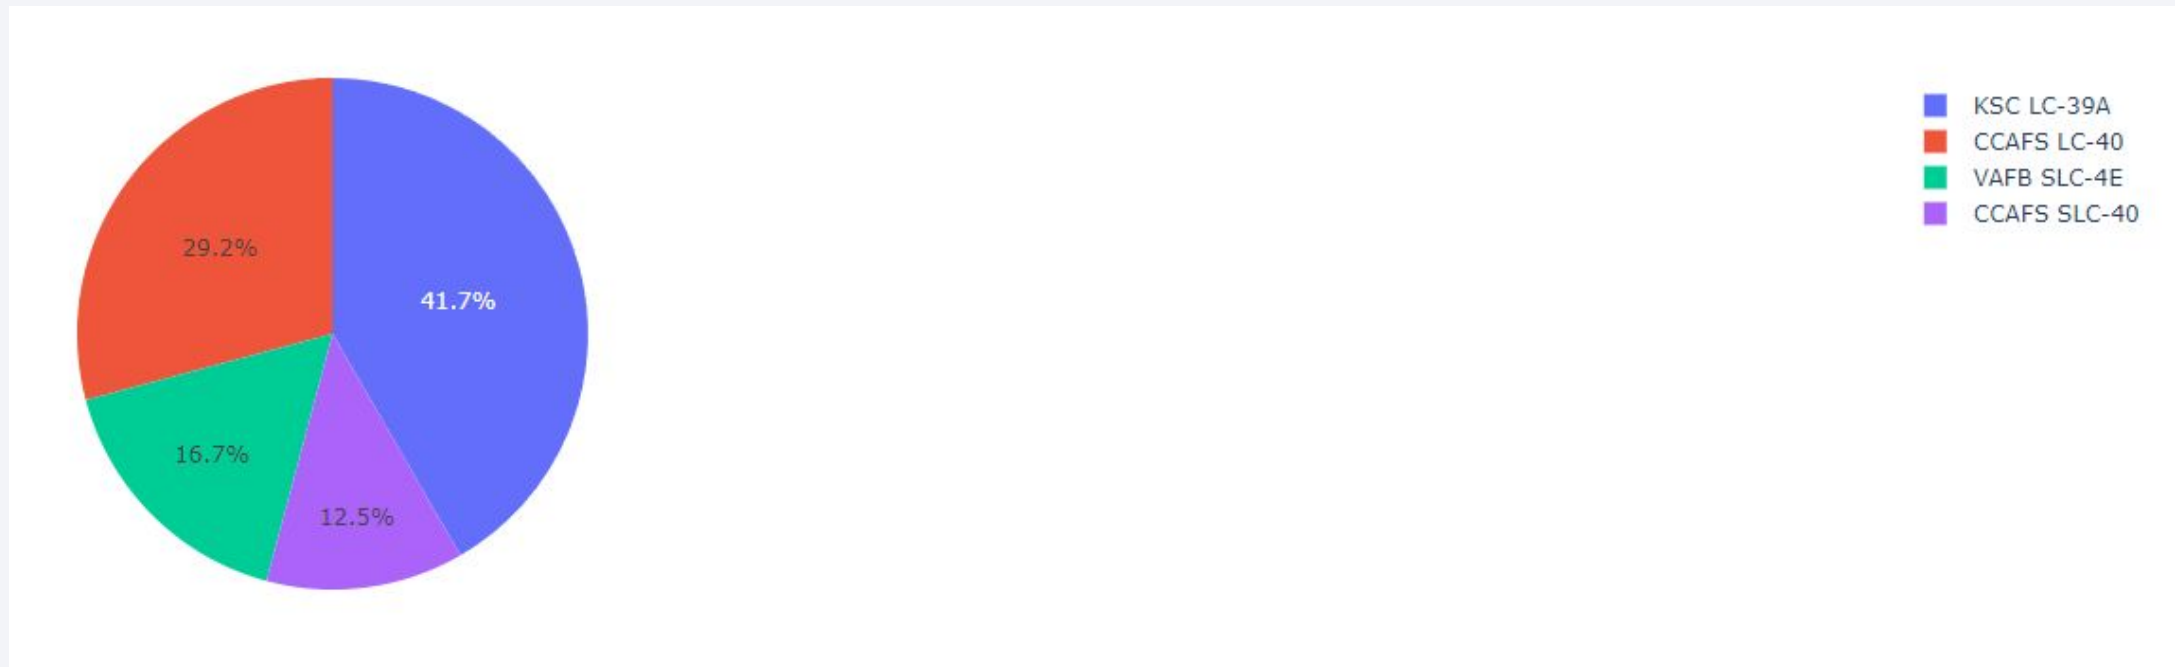 29.2%
41.7%
16.7%
12.5%
KSC LC-39A
CCAFS LC-40
VAFB SLC-4E
CCAFS SLC-40